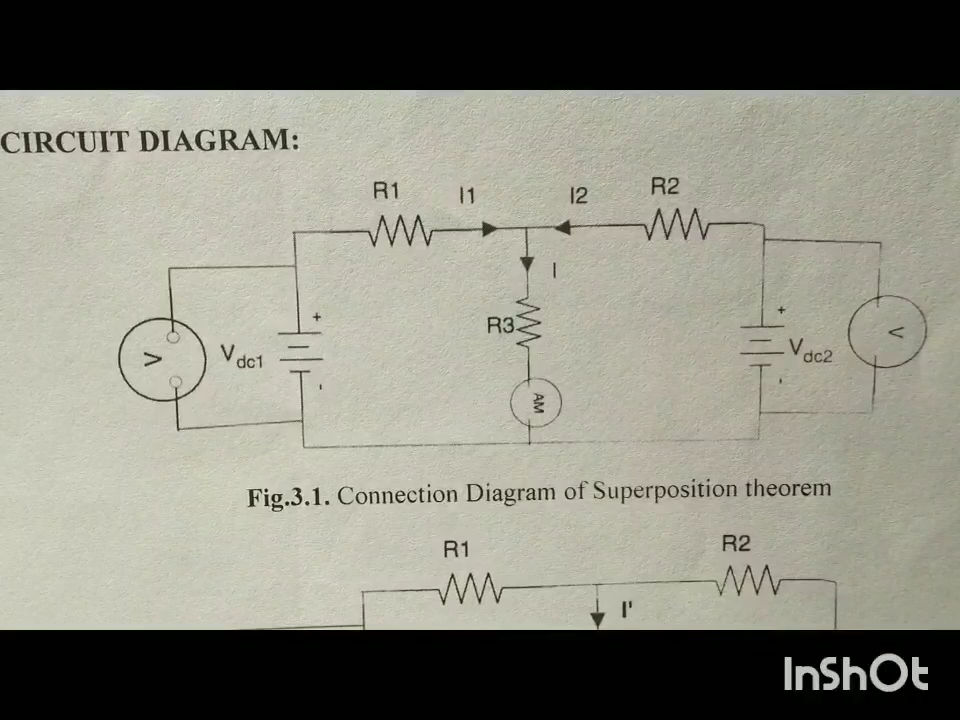 CIRCUIT DIAGRAM:
R1 I1 I2 R2
I
+ +
R3
V Vdc1 Vdc2 V
- -
AM
Fig.3.1. Connection Diagram of Superposition theorem
R1 R2
I'
InShOt